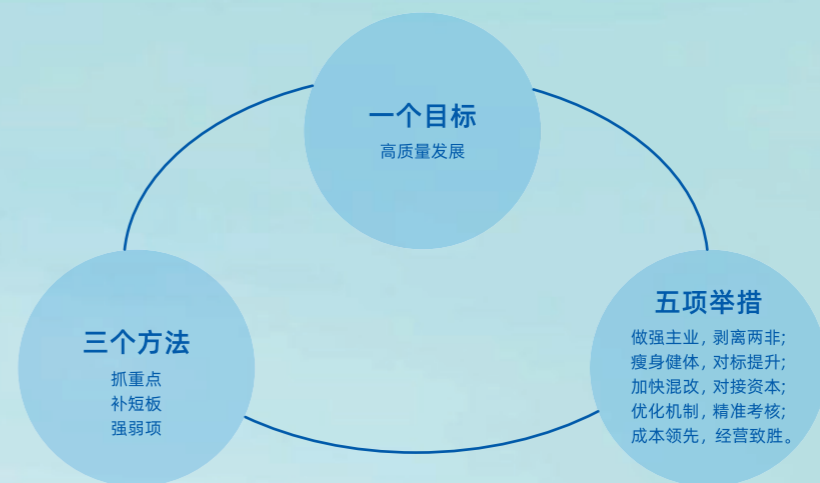 一个目标
高质量发展
三个方法
抓重点
补短板
强弱项
五项举措
做强主业，剥离两非；
瘦身健体，对标提升；
加快混改，对接资本；
优化机制，精准考核；
成本领先，经营致胜。